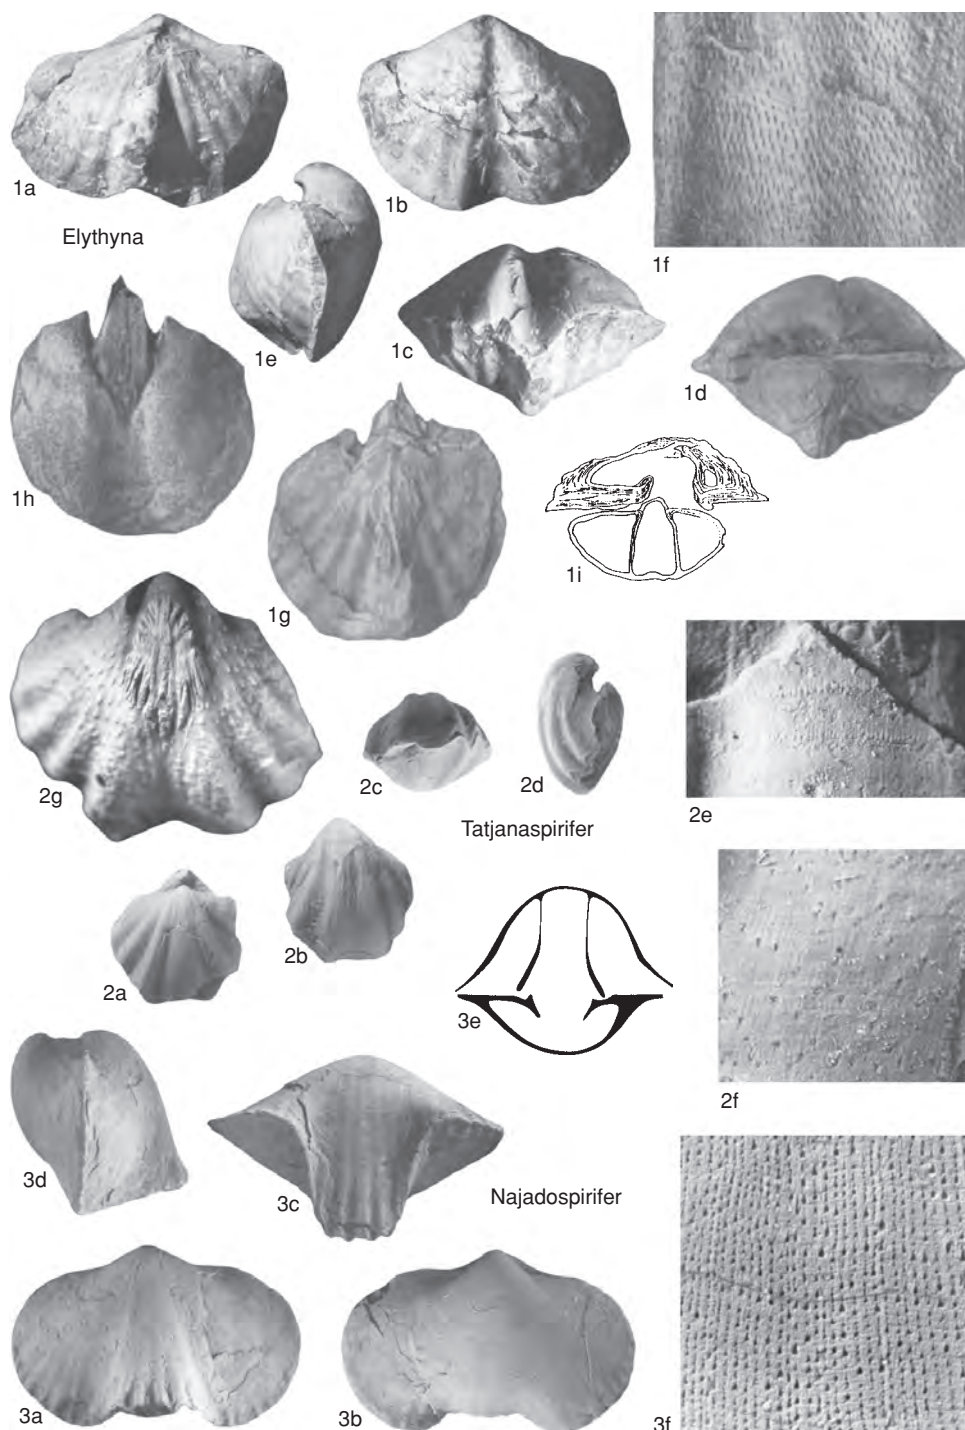 1a
1b
1f
Elythyna
1e
1c
1d
1h
1i
1g
2g
2c
2d
2e
Tatjanaspirifer
2a
2b
3e
2f
3d
3c
Najadospirifer
3a
3b
3f